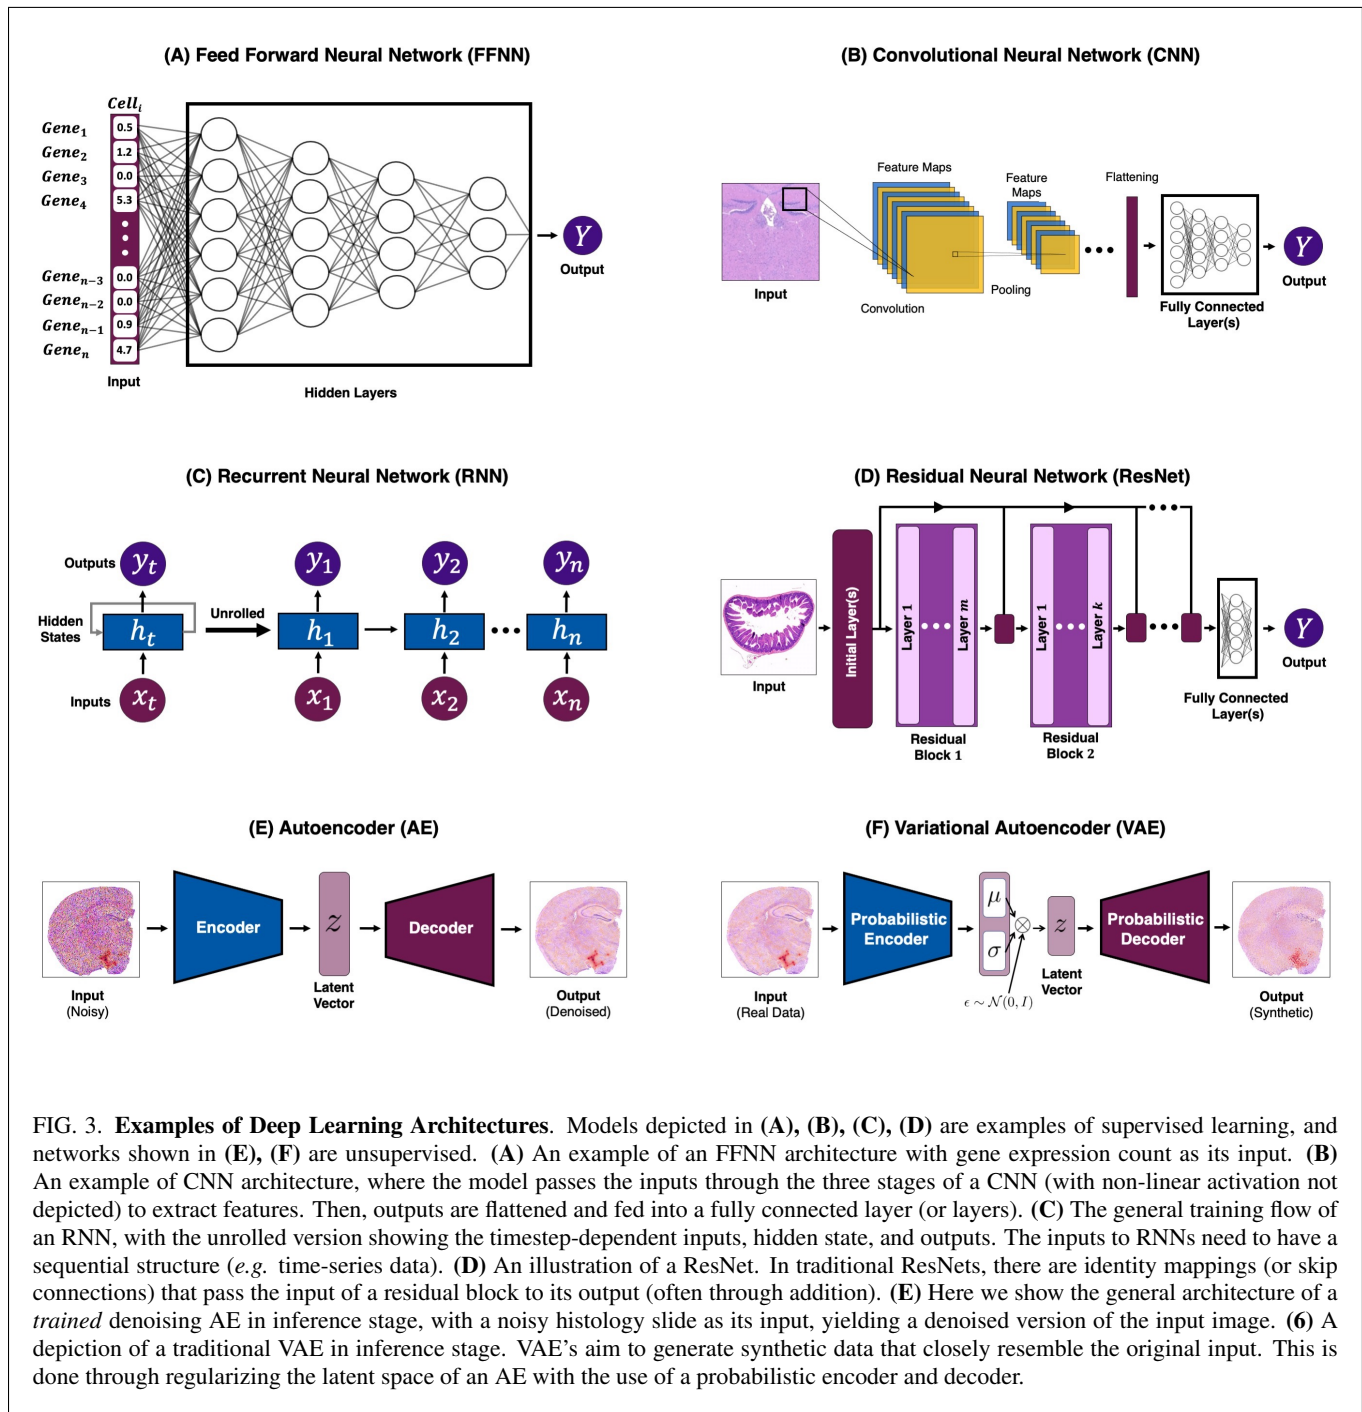 (A) Feed Forward Neural Network (FFNN)
Cell_i
Gene_1 0.5
Gene_2 1.2
Gene_3 0.0
Gene_4 5.3
Gene_{n-3} 0.0
Gene_{n-2} 0.0
Gene_{n-1} 0.9
Gene_n 4.7
Input
Hidden Layers
Y
Output
(B) Convolutional Neural Network (CNN)
Feature Maps
Feature
Maps
Flattening
Input
Convolution
Pooling
Fully Connected
Layer(s)
Y
Output
(C) Recurrent Neural Network (RNN)
Outputs y_t y_1 y_2 y_n
Hidden
States
h_t
Unrolled
h_1 h_2 h_n
Inputs x_t x_1 x_2 x_n
(D) Residual Neural Network (ResNet)
Input
Initial Layer(s)
Layer 1
Layer m
Residual
Block 1
Layer 1
Layer k
Residual
Block 2
Fully Connected
Layer(s)
Y
Output
(E) Autoencoder (AE)
Input
(Noisy)
Encoder
z
Latent
Vector
Decoder
Output
(Denoised)
(F) Variational Autoencoder (VAE)
Input
(Real Data)
Probabilistic
Encoder
μ
σ
⊗
ϵ ∼ N(0, I)
z
Latent
Vector
Probabilistic
Decoder
Output
(Synthetic)
FIG. 3. Examples of Deep Learning Architectures. Models depicted in (A), (B), (C), (D) are examples of supervised learning, and
networks shown in (E), (F) are unsupervised. (A) An example of an FFNN architecture with gene expression count as its input. (B)
An example of CNN architecture, where the model passes the inputs through the three stages of a CNN (with non-linear activation not
depicted) to extract features. Then, outputs are flattened and fed into a fully connected layer (or layers). (C) The general training flow of
an RNN, with the unrolled version showing the timestep-dependent inputs, hidden state, and outputs. The inputs to RNNs need to have a
sequential structure (e.g. time-series data). (D) An illustration of a ResNet. In traditional ResNets, there are identity mappings (or skip
connections) that pass the input of a residual block to its output (often through addition). (E) Here we show the general architecture of a
trained denoising AE in inference stage, with a noisy histology slide as its input, yielding a denoised version of the input image. (6) A
depiction of a traditional VAE in inference stage. VAE's aim to generate synthetic data that closely resemble the original input. This is
done through regularizing the latent space of an AE with the use of a probabilistic encoder and decoder.